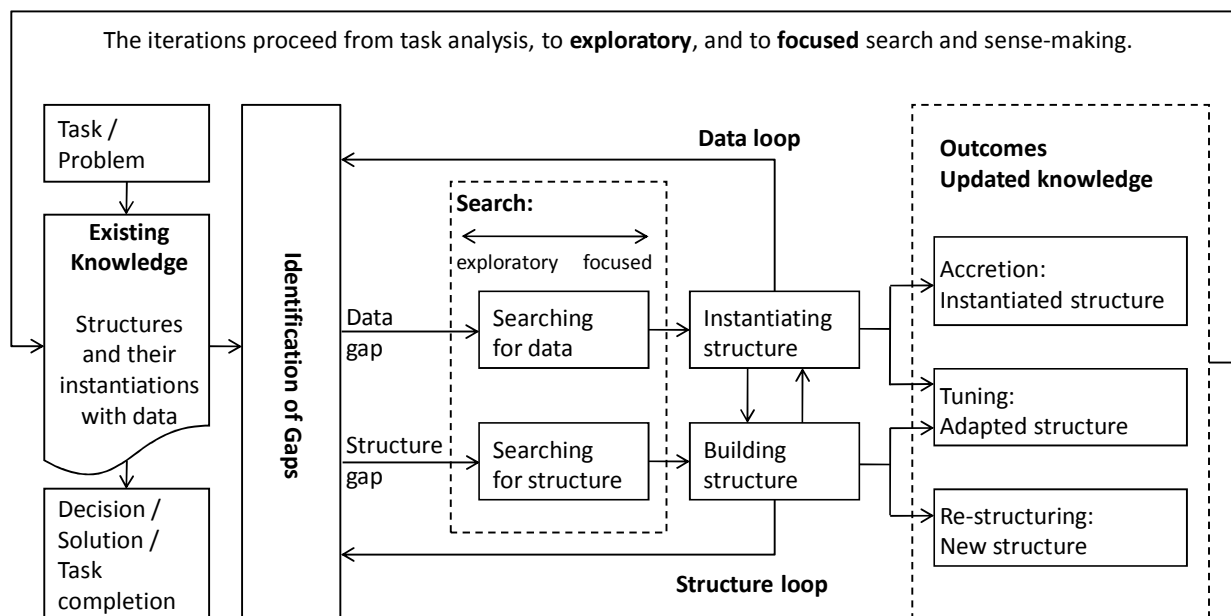 The iterations proceed from task analysis, to exploratory, and to focused search and sense-making.
Task /
Problem
Existing
Knowledge
Structures
and their
instantiations
with data
Decision /
Solution /
Task
completion
Identification of Gaps
Data
gap
Structure
gap
Search:
exploratory focused
Searching
for data
Searching
for structure
Data loop
Instantiating
structure
Building
structure
Structure loop
Outcomes
Updated knowledge
Accretion:
Instantiated structure
Tuning:
Adapted structure
Re-structuring:
New structure